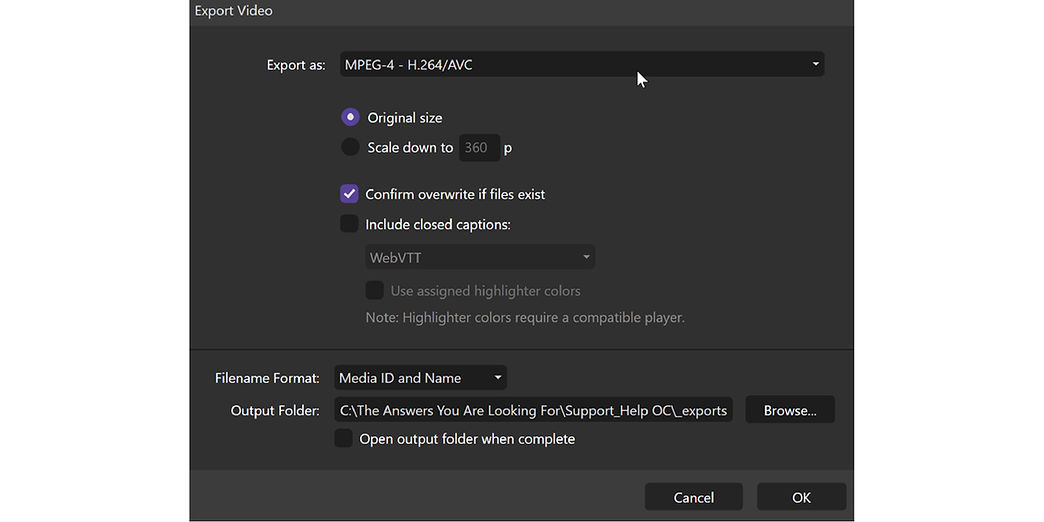 Export Video
Export as: MPEG-4 - H.264/AVC
Original size
Scale down to 360 p
Confirm overwrite if files exist
Include closed captions:
WebVTT
Use assigned highlighter colors
Note: Highlighter colors require a compatible player.
Filename Format: Media ID and Name
Output Folder: C:\The Answers You Are Looking For\Support_Help OC\_exports Browse...
Open output folder when complete
Cancel OK